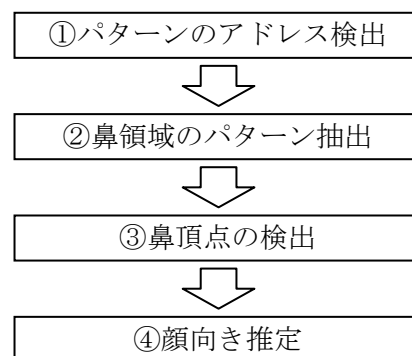 ①パターンのアドレス検出
②鼻領域のパターン抽出
③鼻頂点の検出
④顔向き推定